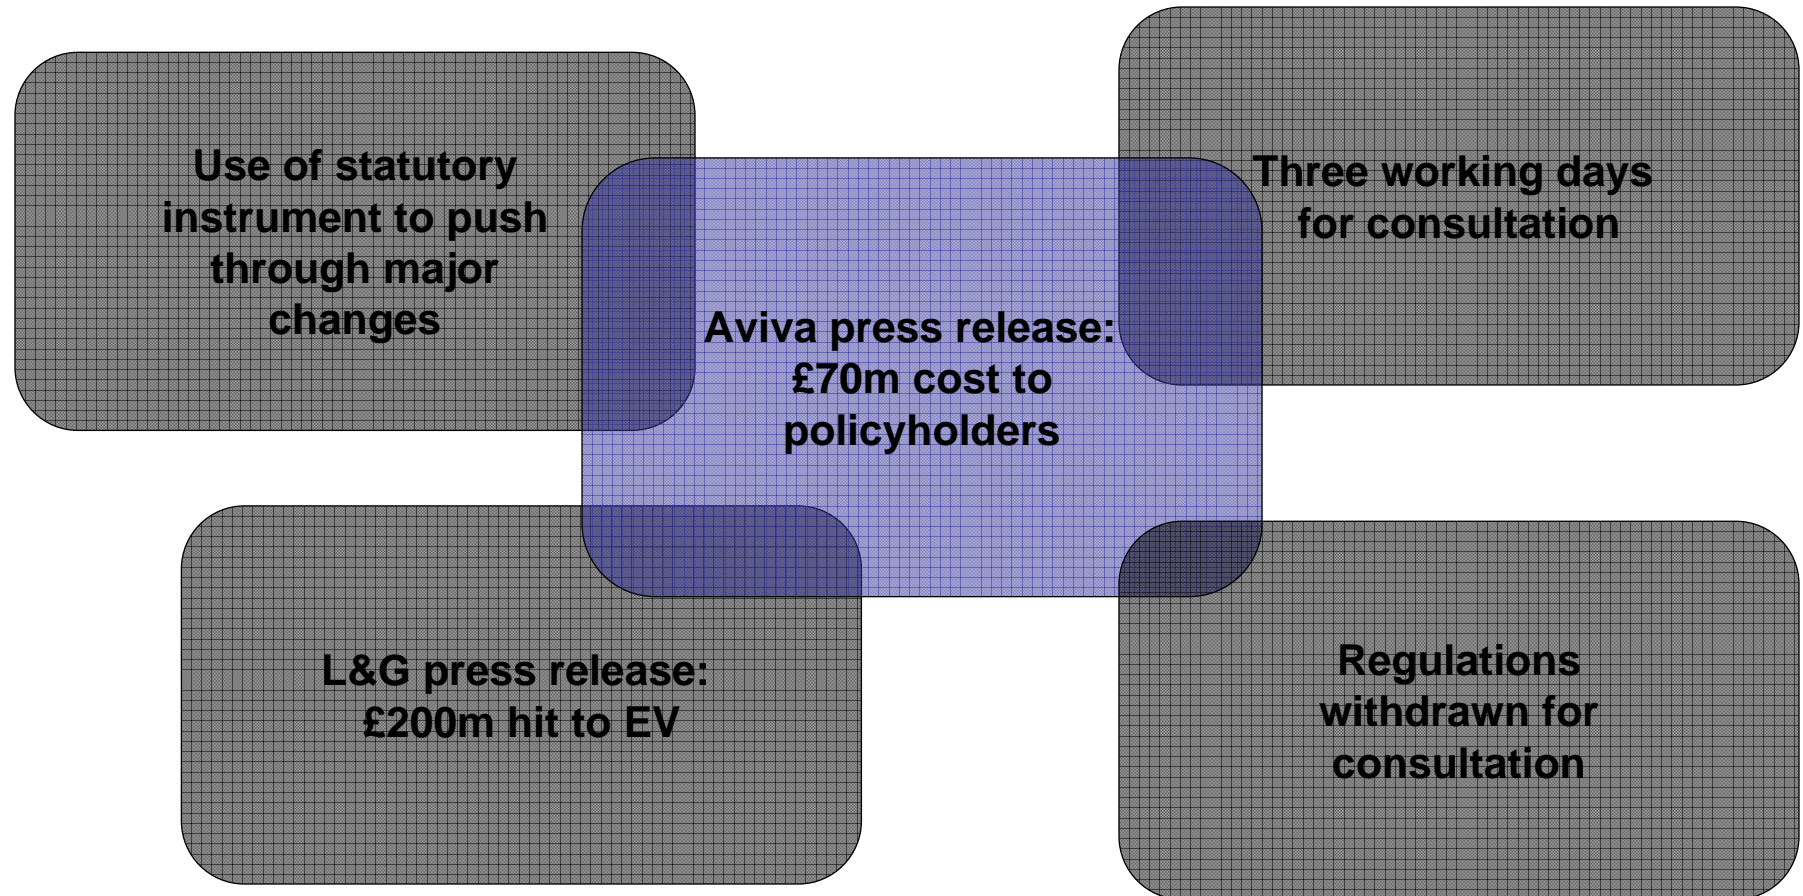 Use of statutory
instrument to push
through major
changes
Three working days
for consultation
Aviva press release:
£70m cost to
policyholders
L&G press release:
£200m hit to EV
Regulations
withdrawn for
consultation